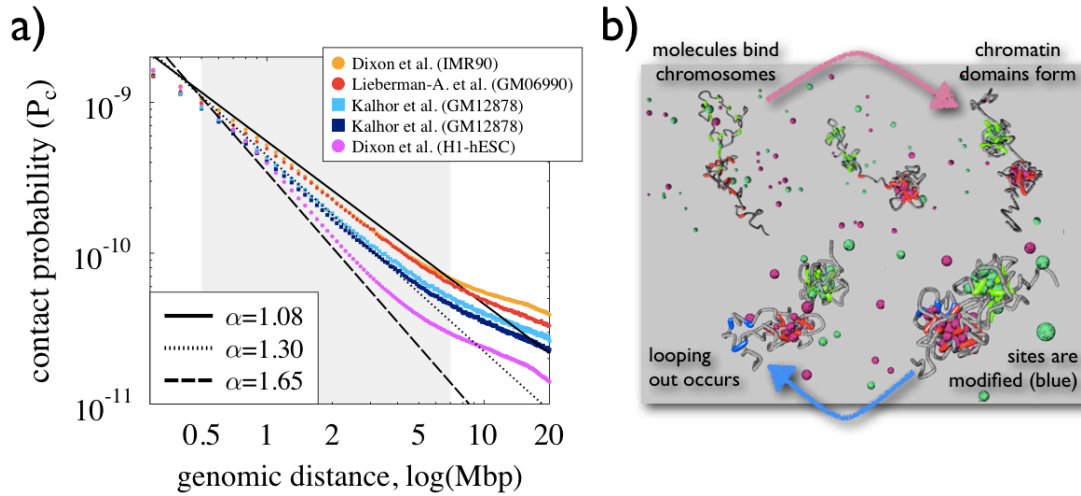 a)
contact probability (Pc)
10-9
10-10
10-11
Dixon et al. (IMR90)
Lieberman-A. et al. (GM06990)
Kalhor et al. (GM12878)
Kalhor et al. (GM12878)
Dixon et al. (H1-hESC)
α=1.08
α=1.30
α=1.65
0.5 1 2 5 10 20
genomic distance, log(Mbp)
b)
molecules bind
chromosomes
chromatin
domains form
looping
out occurs
sites are
modified (blue)